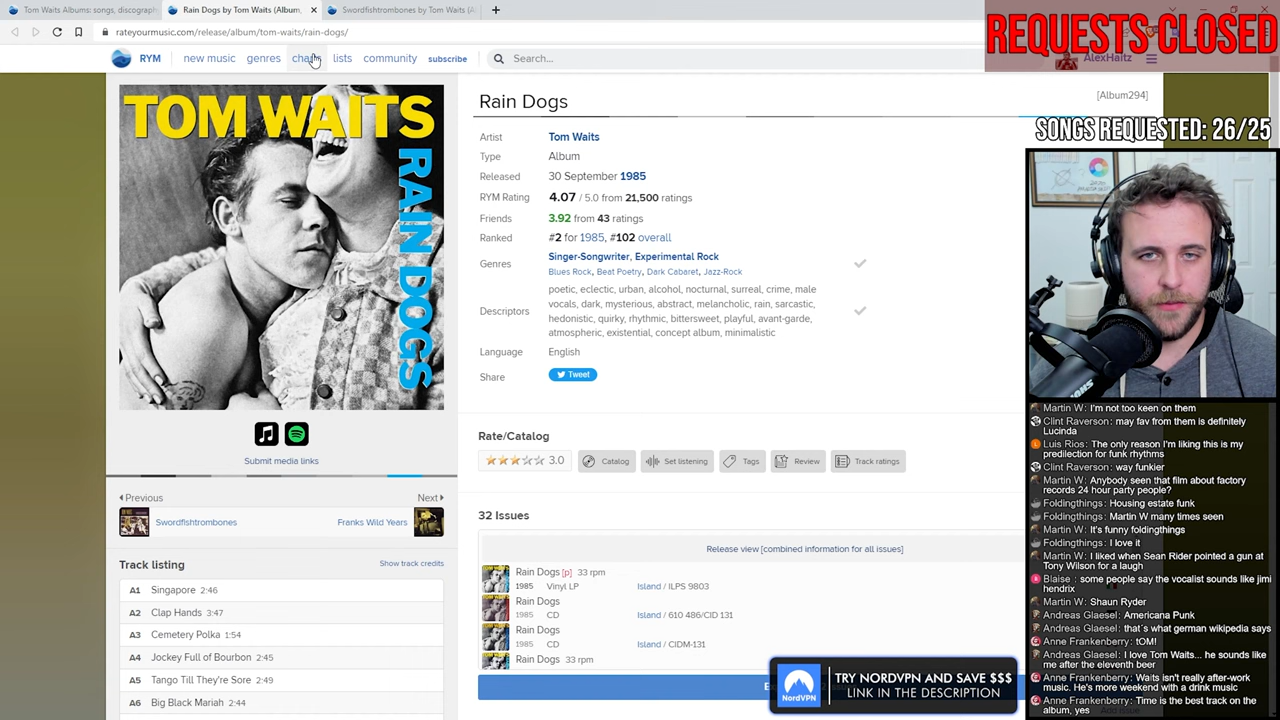 Tom Waits Albums: songs, discograph
Rain Dogs by Tom Waits (Album,
Swordfishtrombones by Tom Waits (A
REQUESTS CLOSED
rateyourmusic.com/release/album/tom-waits/rain-dogs/
RYM
new music
genres
charts
lists
community
subscribe
Search...
AlexHaitz
TOM WAITS
RAIN DOGS
Submit media links
Previous
Next
Swordfishtrombones
Franks Wild Years
Track listing
Show track credits
A1 Singapore 2:46
A2 Clap Hands 3:47
A3 Cemetery Polka 1:54
A4 Jockey Full of Bourbon 2:45
A5 Tango Till They're Sore 2:49
A6 Big Black Mariah 2:44
Rain Dogs
[Album294]
Artist Tom Waits
Type Album
Released 30 September 1985
RYM Rating 4.07 / 5.0 from 21,500 ratings
Friends 3.92 from 43 ratings
Ranked #2 for 1985, #102 overall
Genres Singer-Songwriter, Experimental Rock
Blues Rock, Beat Poetry, Dark Cabaret, Jazz-Rock
Descriptors poetic, eclectic, urban, alcohol, nocturnal, surreal, crime, male
vocals, dark, mysterious, abstract, melancholic, rain, sarcastic,
hedonistic, quirky, rhythmic, bittersweet, playful, avant-garde,
atmospheric, existential, concept album, minimalistic
Language English
Share Tweet
Rate/Catalog
3.0
Catalog
Set listening
Tags
Review
Track ratings
32 Issues
Release view [combined information for all issues]
Rain Dogs [p] 33 rpm
1985 Vinyl LP Island / ILPS 9803
Rain Dogs
1985 CD Island / 610 486/CID 131
Rain Dogs
1985 CD Island / CIDM-131
Rain Dogs 33 rpm
NordVPN
TRY NORDVPN AND SAVE $$$
LINK IN THE DESCRIPTION
SONGS REQUESTED: 26/25
Martin W: I'm not too keen on them
Clint Raverson: may fav from them is definitely
Lucinda
Luis Rios: The only reason I'm liking this is my
predilection for funk rhythms
Clint Raverson: way funkier
Martin W: Anybody seen that film about factory
records 24 hour party people?
Foldingthings: Housing estate funk
Foldingthings: Martin W many times seen
Martin W: It's funny foldingthings
Foldingthings: I love it
Martin W: I liked when Sean Rider pointed a gun at
Tony Wilson for a laugh
Blaise : some people say the vocalist sounds like jimi
hendrix
Martin W: Shaun Ryder
Andreas Glaesel: Americana Punk
Andreas Glaesel: that´s what german wikipedia says
Anne Frankenberry: tOM!
Andreas Glaesel: I love Tom Waits... he sounds like
me after the eleventh beer
Anne Frankenberry: Waits isn't really after-work
music. He's more weekend with a drink music
Anne Frankenberry: Time is the best track on the
album, yes